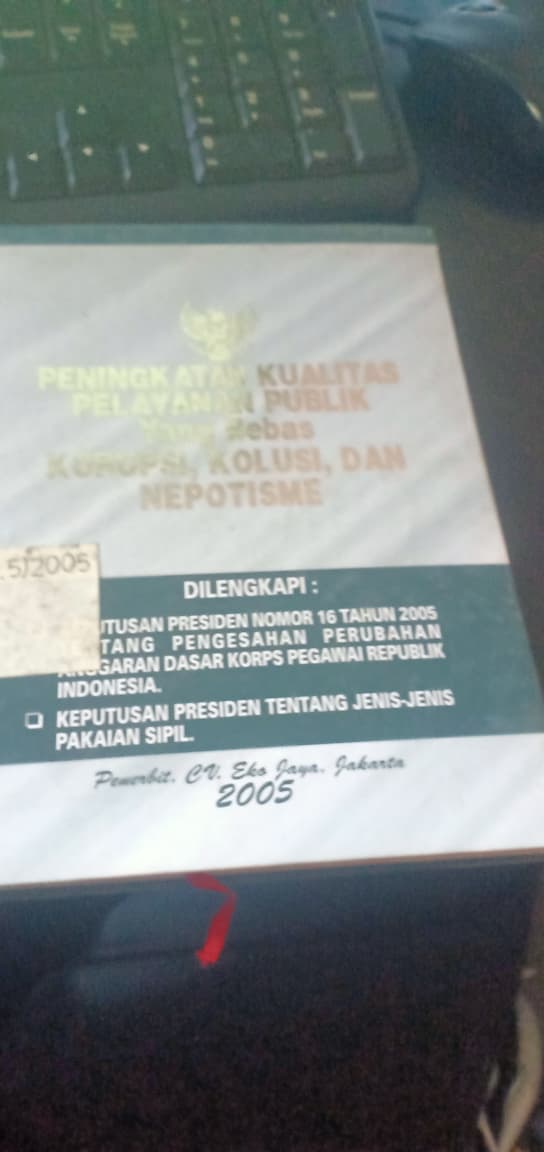 PENINGKATAN KUALITAS
PELAYANAN PUBLIK
Yang Bebas
KORUPSI, KOLUSI, DAN
NEPOTISME
5/2005
DILENGKAPI :
UTUSAN PRESIDEN NOMOR 16 TAHUN 2005
TANG PENGESAHAN PERUBAHAN
ANGGARAN DASAR KORPS PEGAWAI REPUBLIK
INDONESIA.
❑ KEPUTUSAN PRESIDEN TENTANG JENIS-JENIS
PAKAIAN SIPIL.
Penerbit. CV. Eko Jaya. Jakarta
2005